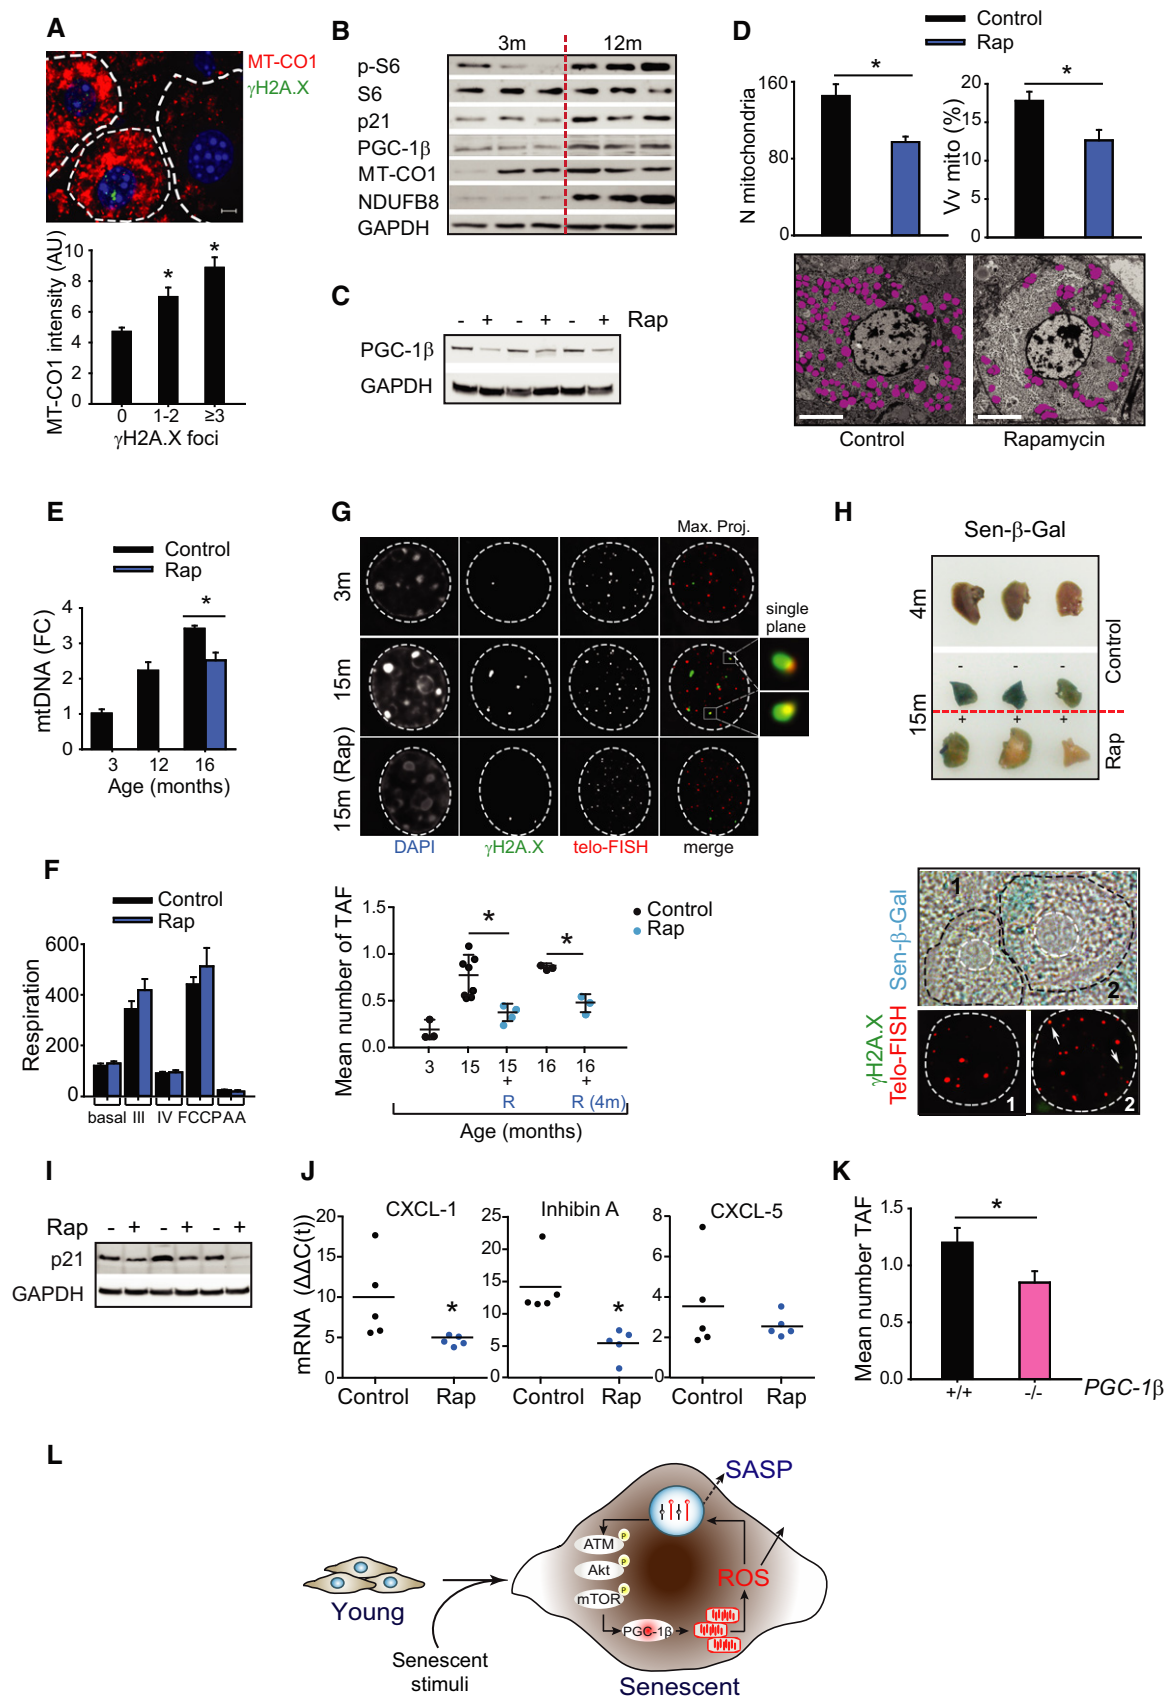 A
MT-CO1
γH2A.X
MT-CO1 intensity (AU)
10
8
6
4
2
0
0 1-2 ≥3
* *
γH2A.X foci
B
3m 12m
p-S6
S6
p21
PGC-1β
MT-CO1
NDUFB8
GAPDH
C
- + - + - + Rap
PGC-1β
GAPDH
D
Control
Rap
N mitochondria
160
80
0
*
Vv mito (%)
20
15
10
5
0
*
Control Rapamycin
E
Control
Rap
mtDNA (FC)
4
3
2
1
0
*
3 12 16
Age (months)
F
Control
Rap
Respiration
600
400
200
0
basal III IV FCCP AA
G
Max. Proj.
3m
15m
15m (Rap)
single
plane
DAPI γH2A.X telo-FISH merge
Mean number of TAF
1.5
1.0
0.5
0.0
* *
Control
Rap
3 15 15 16 16
+ +
R R (4m)
Age (months)
H
Sen-β-Gal
4m
15m
Control
Rap
- - -
+ + +
Sen-β-Gal
1
2
γH2A.X
Telo-FISH
1 2
I
Rap - + - + - +
p21
GAPDH
J
mRNA (ΔΔC(t))
CXCL-1
20
15
10
5
0
*
Control Rap
Inhibin A
25
20
15
10
5
0
*
Control Rap
CXCL-5
8
6
4
2
0
Control Rap
K
Mean number TAF
1.5
1.0
0.5
0.0
*
+/+ -/- PGC-1β
L
SASP
ATM P
Akt P
mTOR P
PGC-1β
ROS
Young
Senescent
stimuli
Senescent